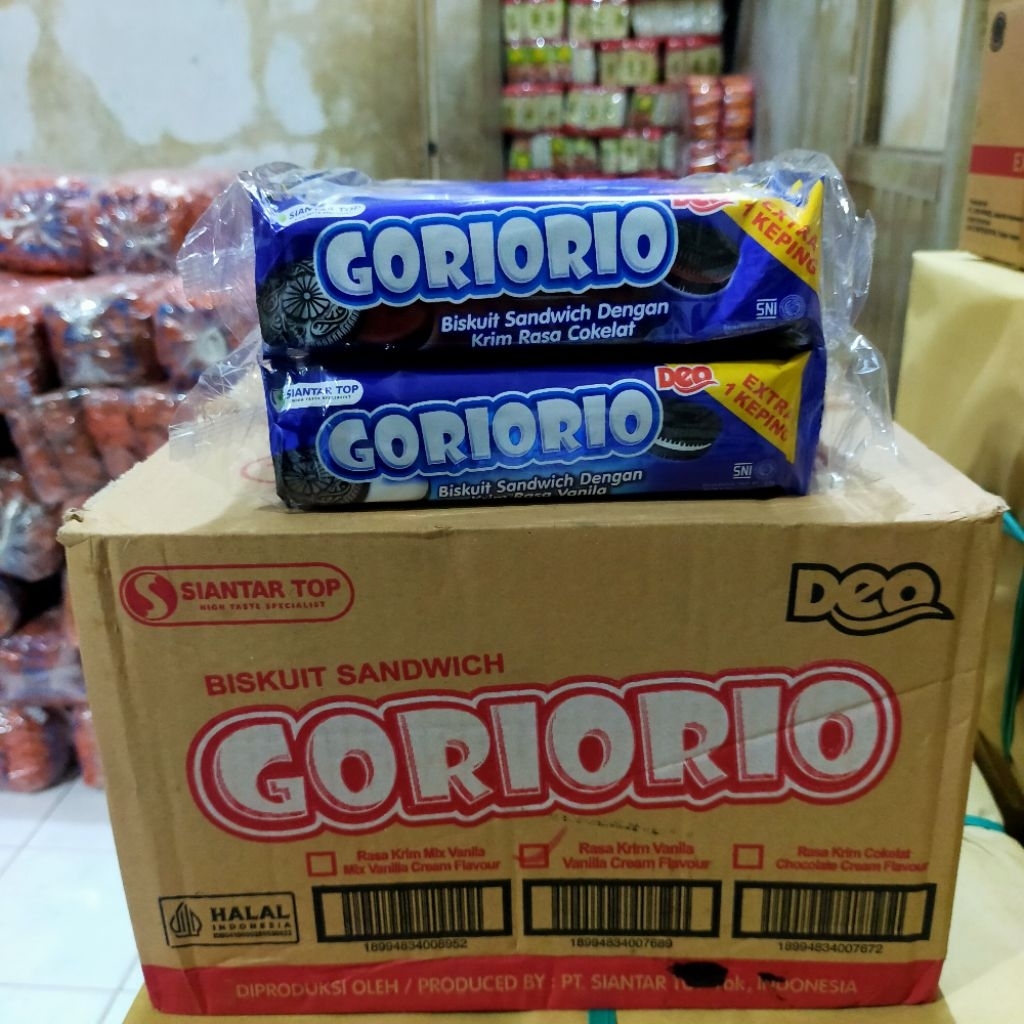 SIANTAR TOP
GORIORIO
Biskuit Sandwich Dengan
Krim Rasa Cokelat
EXTRA
1 KEPING
SNI
SIANTAR TOP
HIGH TASTE SPECIALIST
Deo
GORIORIO
Biskuit Sandwich Dengan
Krim Rasa Vanila
EXTRA
1 KEPING
SNI
SIANTAR TOP
HIGH TASTE SPECIALIST
Deo
BISKUIT SANDWICH
GORIORIO
Rasa Krim Mix Vanila
Mix Vanilla Cream Flavour
Rasa Krim Vanila
Vanilla Cream Flavour
Rasa Krim Cokelat
Chocolate Cream Flavour
HALAL
INDONESIA
18994834008952
18994834007689
18994834007672
DIPRODUKSI OLEH / PRODUCED BY : PT. SIANTAR INDONESIA